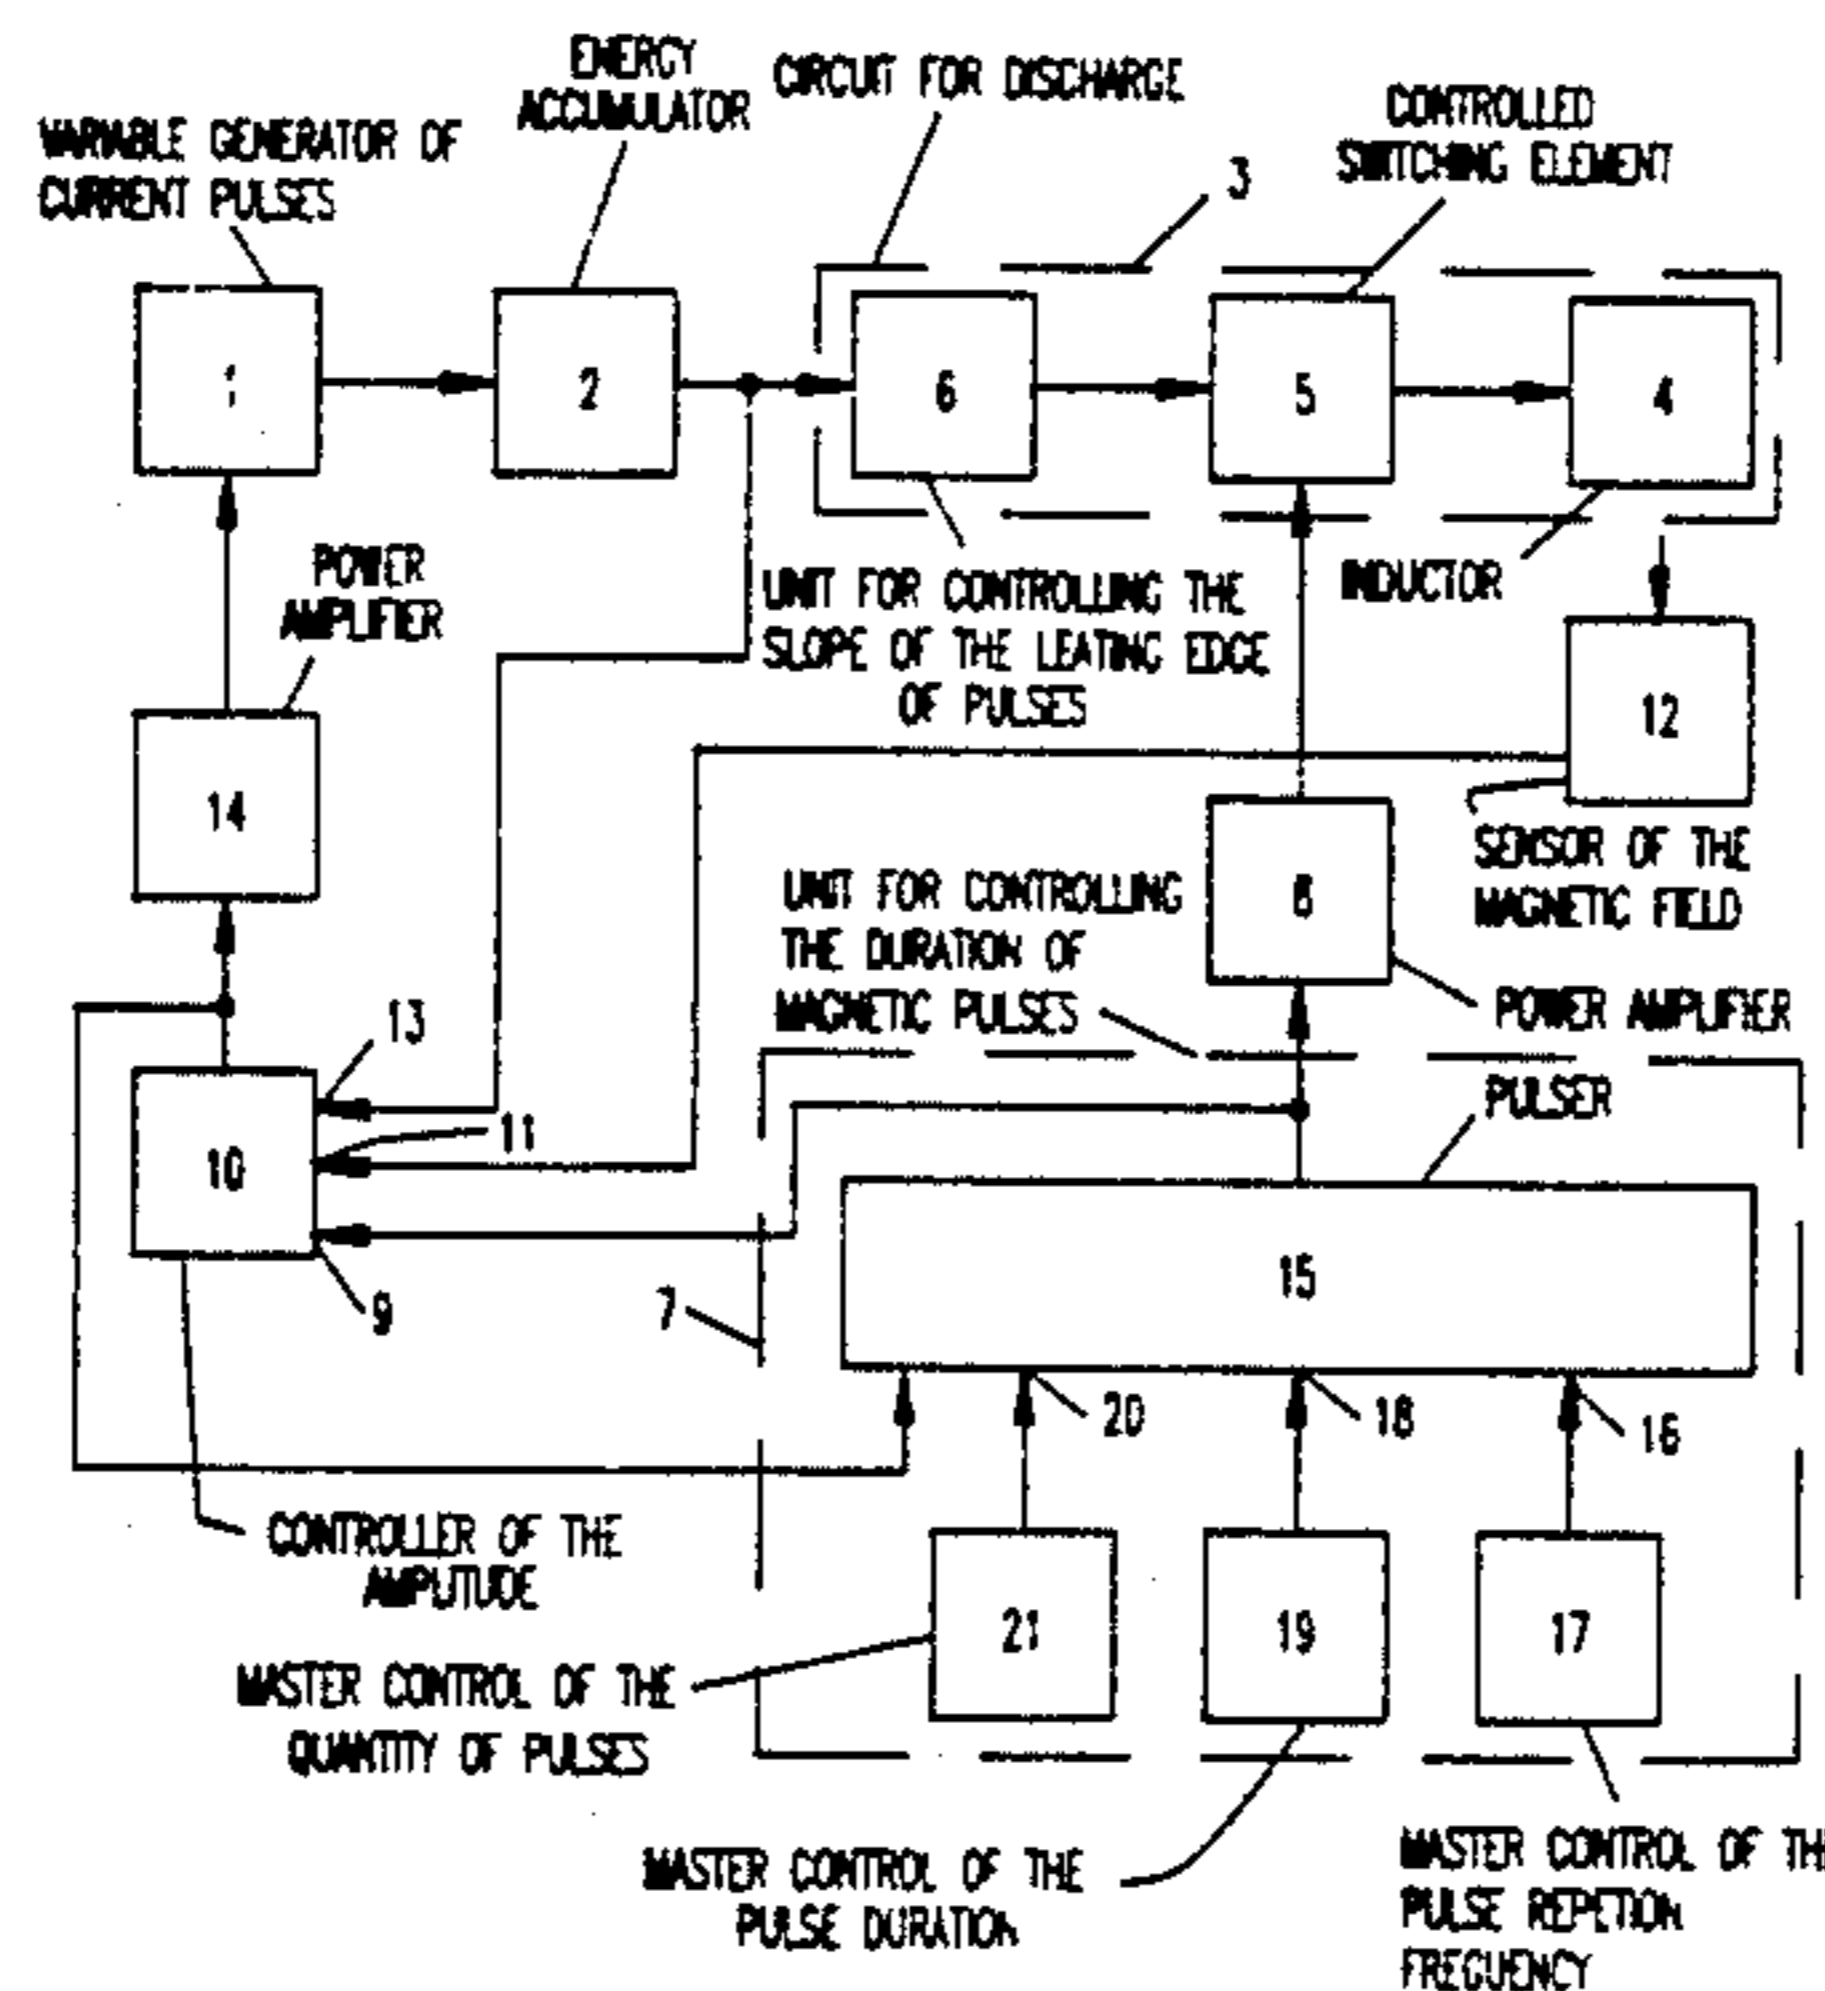 ENERGY
ACCUMULATOR
CIRCUIT FOR DISCHARGE
CONTROLLED
SWITCHING ELEMENT
VARIABLE GENERATOR OF
CURRENT PULSES
3
1
2
6
5
4
POWER
AMPLIFIER
UNIT FOR CONTROLLING THE
SLOPE OF THE LEATING EDGE
OF PULSES
INDUCTOR
12
14
8
SENSOR OF THE
MAGNETIC FIELD
UNIT FOR CONTROLLING
THE DURATION OF
MAGNETIC PULSES
POWER AMPLIFIER
13
PULSER
11
10
15
9
7
20
18
16
CONTROLLER OF THE
AMPLITUDE
21
19
17
MASTER CONTROL OF THE
QUANTITY OF PULSES
MASTER CONTROL OF THE
PULSE DURATION
MASTER CONTROL OF TH
PULSE REPETION
FREGUENCY